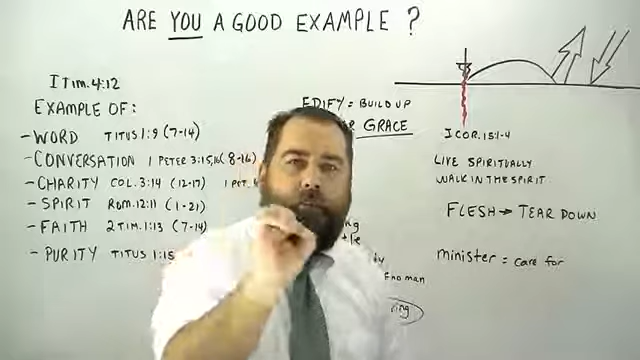 ARE YOU A GOOD EXAMPLE ?
I Tim. 4:12
EXAMPLE OF:
- WORD TITUS 1:9 (7-14)
- CONVERSATION 1 PETER 3:15,16 (8-16)
- CHARITY COL. 3:14 (12-17) 1 PET. 4
- SPIRIT ROM. 12:11 (1-21)
- FAITH 2 TIM. 1:13 (7-14)
- PURITY TITUS 1:15
EDIFY = BUILD UP
GRACE
I COR. 15:1-4
LIVE SPIRITUALLY
WALK IN THE SPIRIT
FLESH → TEAR DOWN
minister = care for